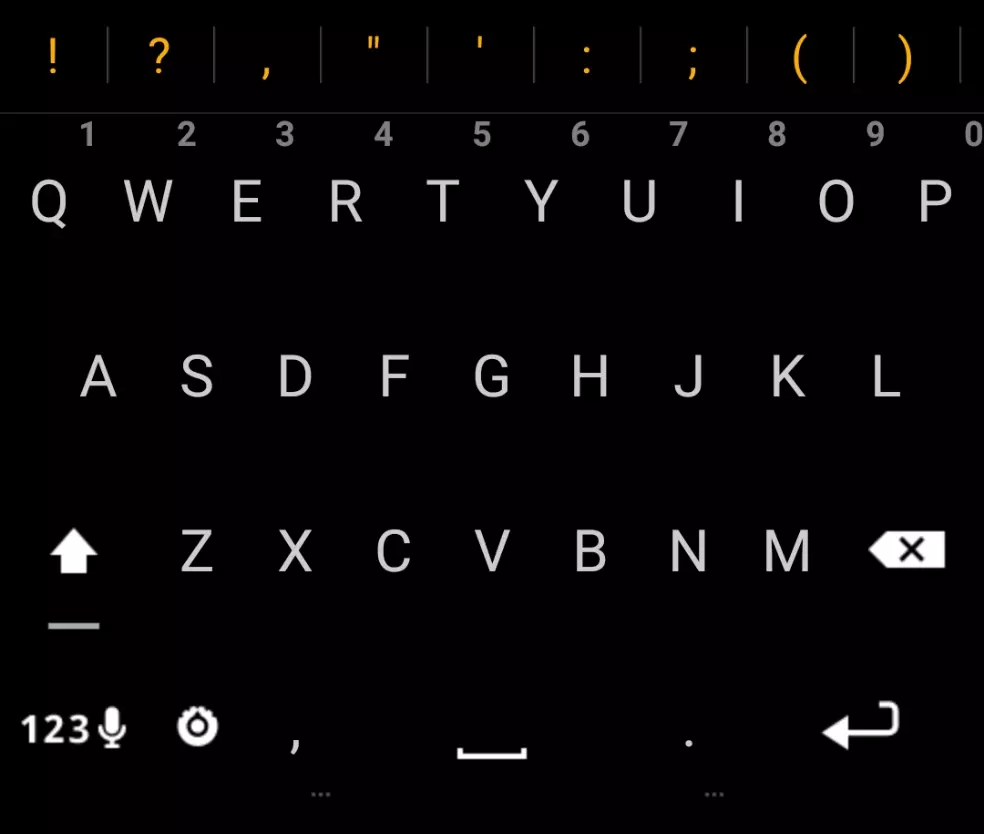 ! ? , " ' : ; ( )
1 2 3 4 5 6 7 8 9 0
Q W E R T Y U I O P
A S D F G H J K L
Z X C V B N M
123 , .
... ...